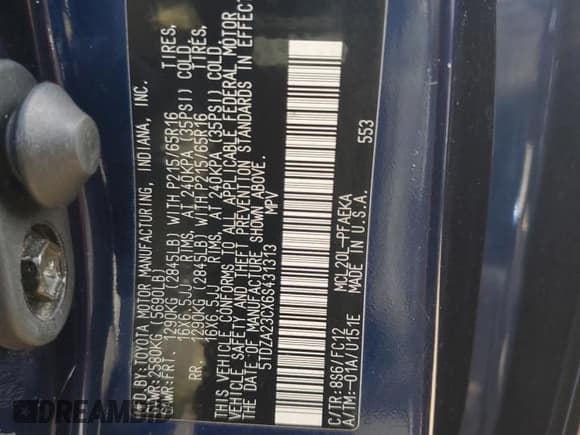 D BY: TOYOTA MOTOR MANUFACTURING, INDIANA, INC.
GVWR: 2580KG (5690LB)
GAWR: FRT. 1290KG (2845LB) WITH P215/65R16 TIRES,
16X6.5JJ RIMS, AT 240KPA (35PSI) COLD
RR. 1290KG (2845LB) WITH P215/65R16 TIRES,
16X6.5JJ RIMS, AT 240KPA (35PSI) COLD.
THIS VEHICLE CONFORMS TO ALL APPLICABLE FEDERAL MOTOR
VEHICLE SAFETY AND THEFT PREVENTION STANDARDS IN EFFECT
THE DATE OF MANUFACTURE SHOWN ABOVE.
5TDZA23CX6S431313 MPV
C/TR:8S6/FC12 MCL20L-PFAEKA
A/TM:-01A/U151E MADE IN U.S.A. 553
DREAMBID